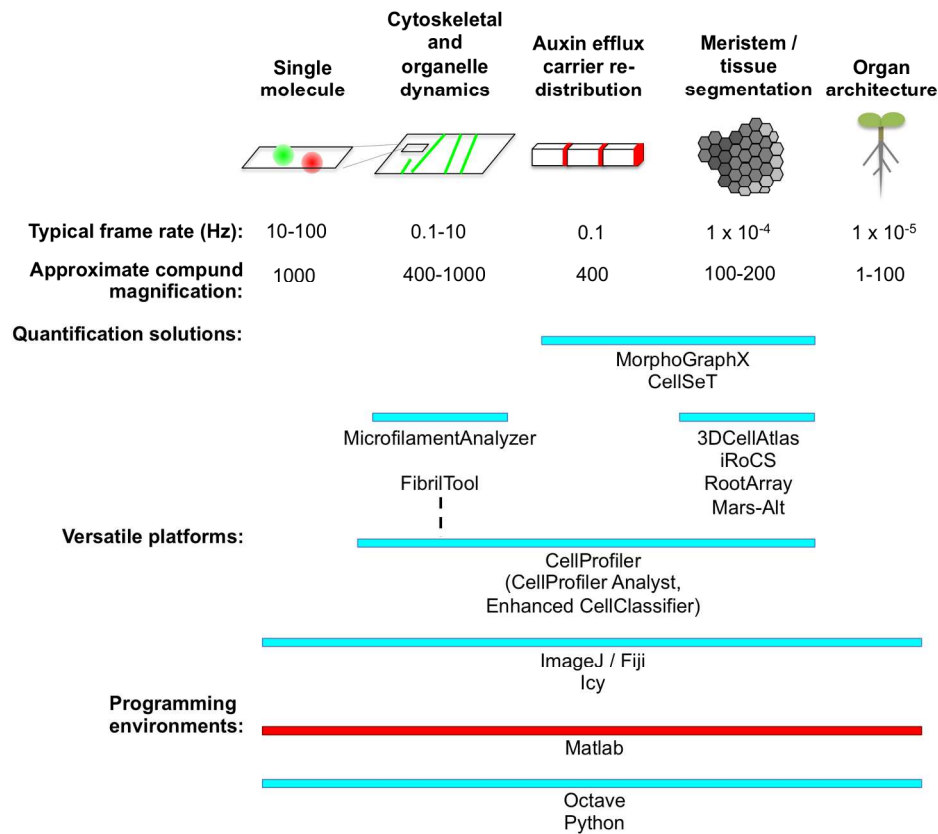 Single
molecule
Cytoskeletal
and
organelle
dynamics
Auxin efflux
carrier re-
distribution
Meristem /
tissue
segmentation
Organ
architecture
Typical frame rate (Hz): 10-100 0.1-10 0.1 1 x 10⁻⁴ 1 x 10⁻⁵
Approximate compund
magnification: 1000 400-1000 400 100-200 1-100
Quantification solutions:
MorphoGraphX
CellSeT
MicrofilamentAnalyzer
FibrilTool
3DCellAtlas
iRoCS
RootArray
Mars-Alt
Versatile platforms:
CellProfiler
(CellProfiler Analyst,
Enhanced CellClassifier)
ImageJ / Fiji
Icy
Programming
environments:
Matlab
Octave
Python